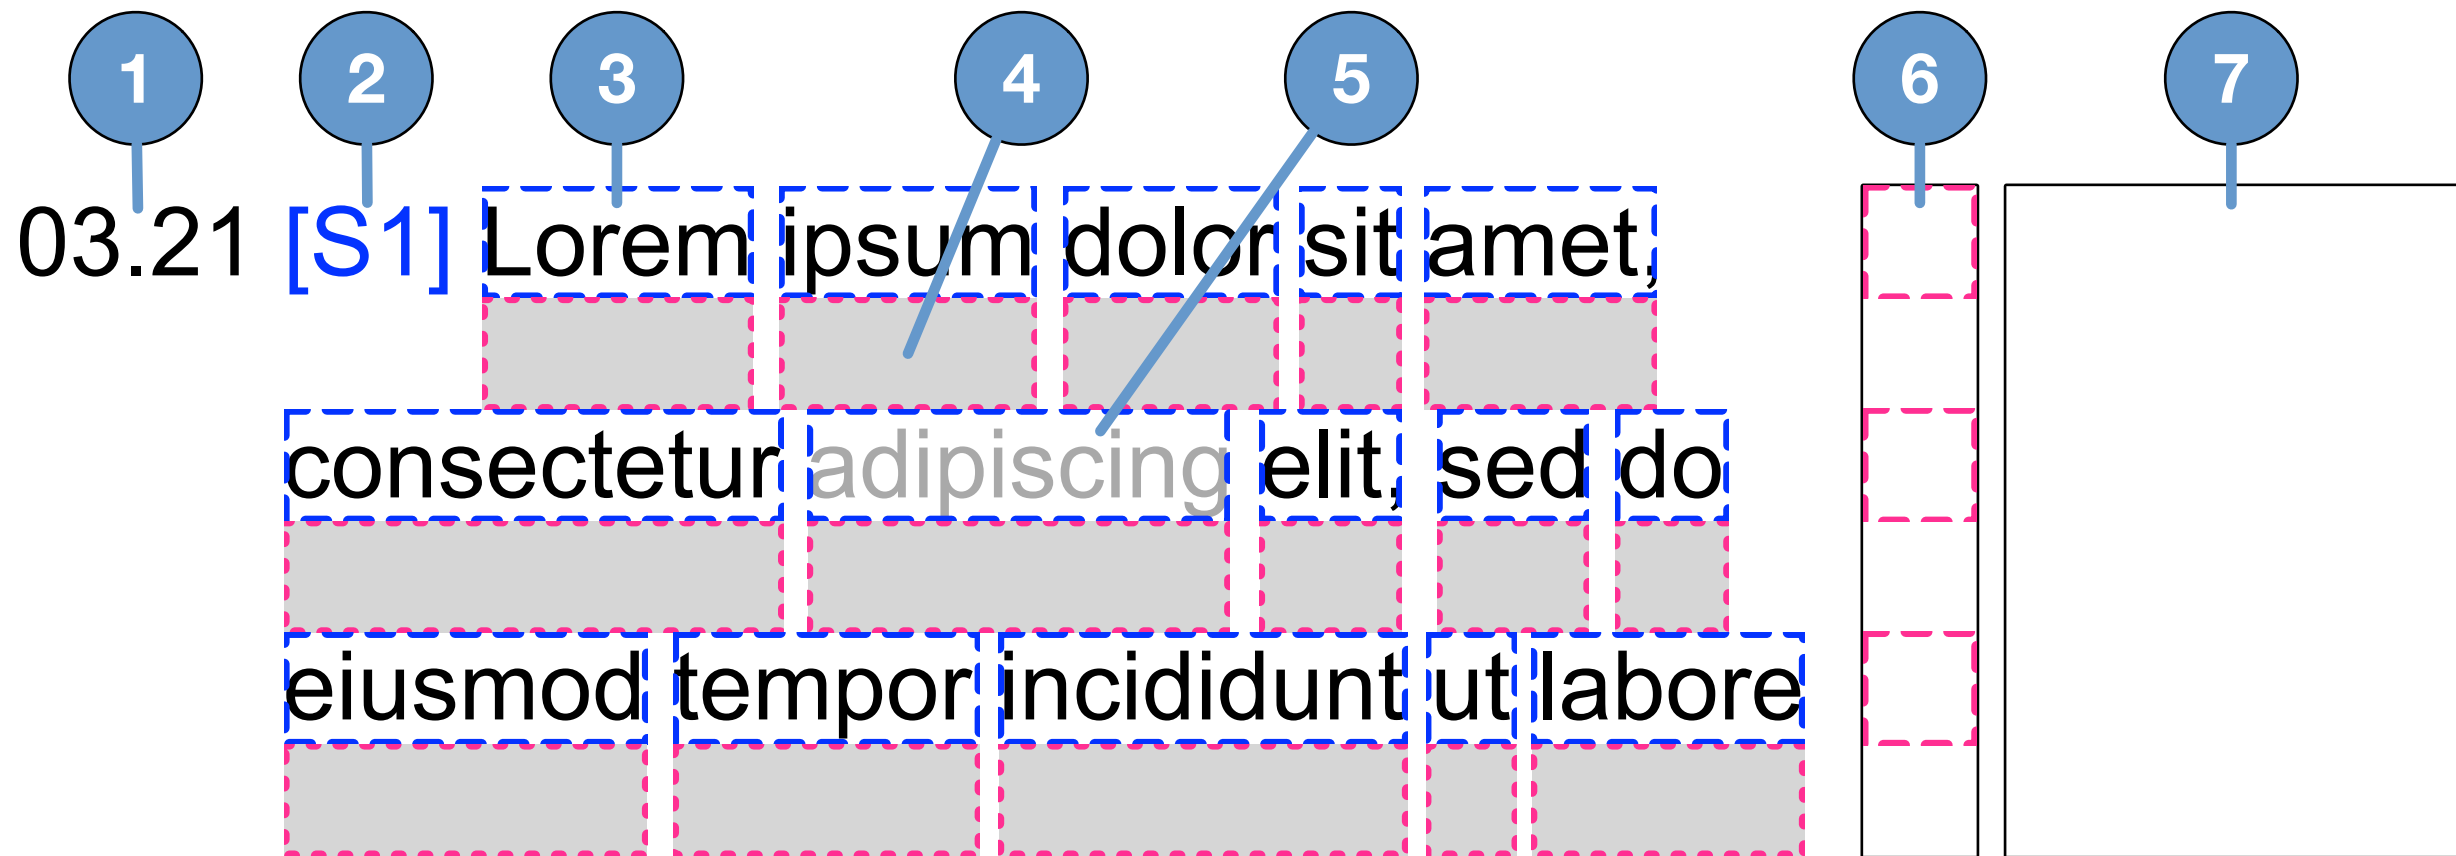 1 2 3 4 5 6 7
03.21 [S1] Lorem ipsum dolor sit amet,
consectetur adipiscing elit, sed do
eiusmod tempor incididunt ut labore